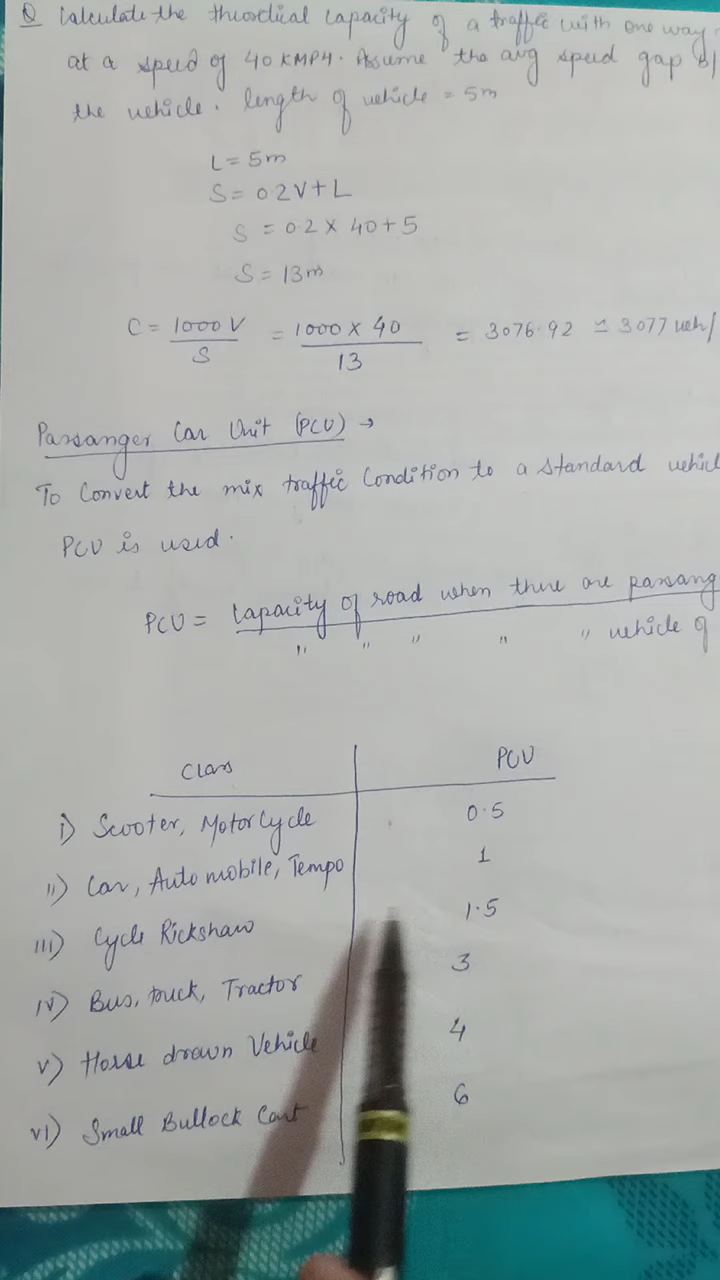 Q Calculate the theoretical capacity of a traffic with one way
at a speed of 40 KMPH. Assume the avg speed gap b/
the vehicle. length of vehicle = 5m
L = 5m
S = 0.2V + L
S = 0.2 × 40 + 5
S = 13m
C = 1000 V / S = 1000 × 40 / 13 = 3076.92 ≃ 3077 veh/
Passanger Car Unit (PCU) →
To Convert the mix traffic Condition to a standard vehicl
PCU is used.
PCU = Capacity of road when there are passang
" " " " " vehicle of
Class PCU
i) Scooter, Motorcycle 0.5
ii) Car, Auto mobile, Tempo 1
iii) Cycle Rickshaw 1.5
iv) Bus, truck, Tractor 3
v) Horse drawn Vehicle 4
vi) Small Bullock Cart 6